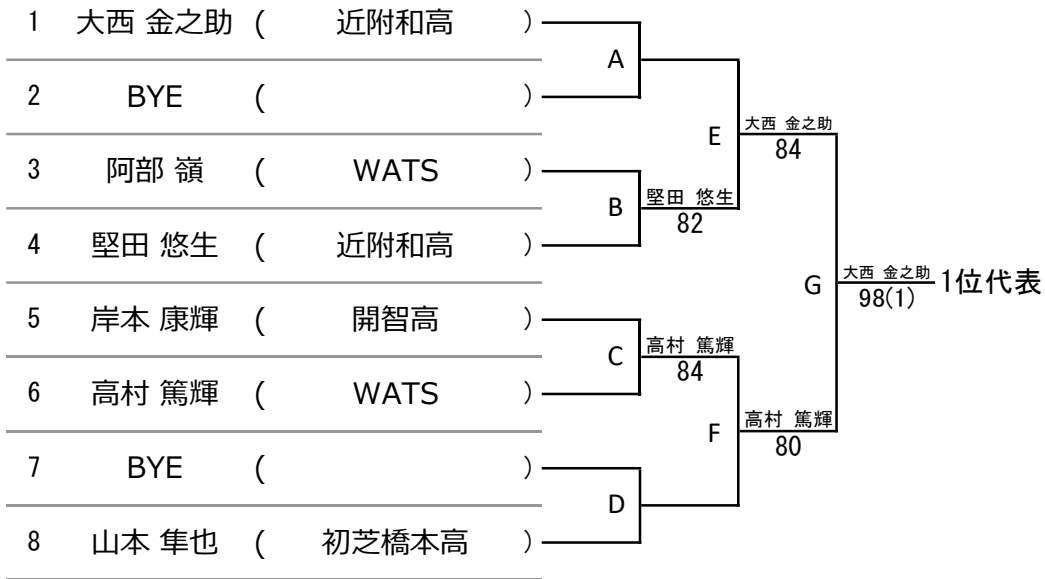 1 大西 金之助 ( 近附和高 )
A
2 BYE ( )
大西 金之助
E
84
3 阿部 嶺 ( WATS )
B
堅田 悠生
82
4 堅田 悠生 ( 近附和高 )
G
大西 金之助
98(1)
1位代表
5 岸本 康輝 ( 開智高 )
C
高村 篤輝
84
6 高村 篤輝 ( WATS )
F
高村 篤輝
80
7 BYE ( )
D
8 山本 隼也 ( 初芝橋本高 )